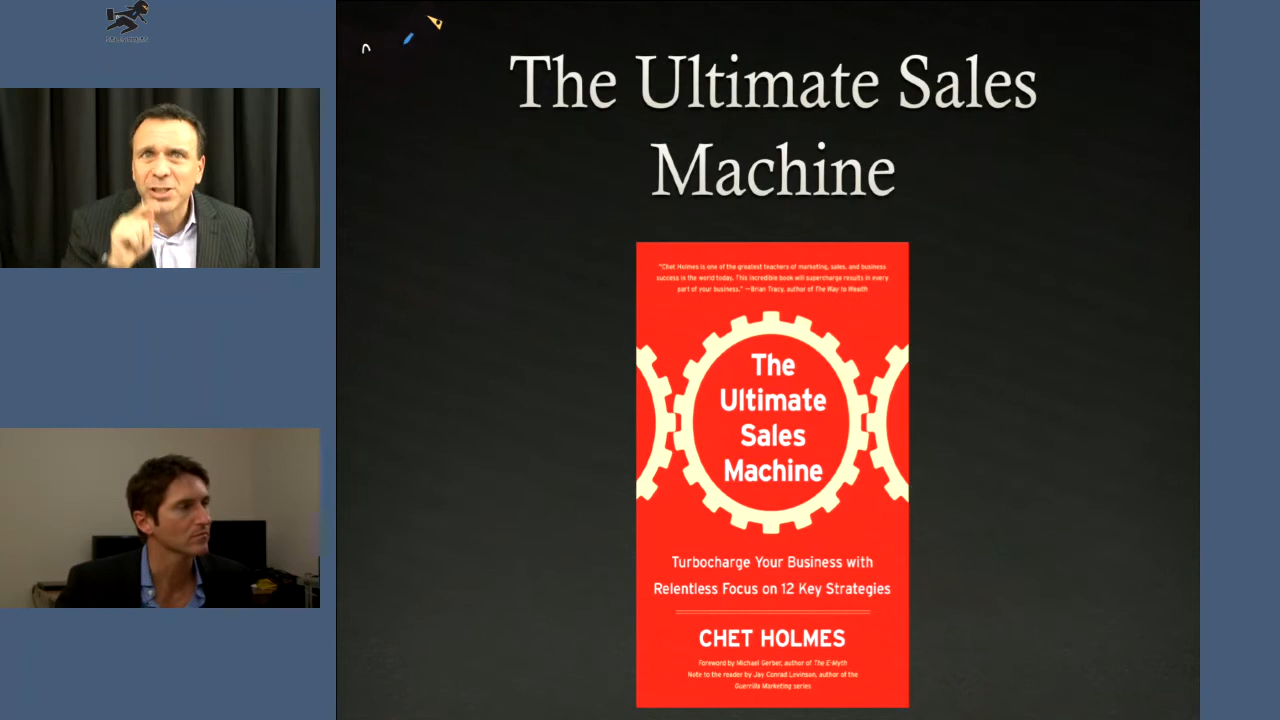 The Ultimate Sales
Machine
"Chet Holmes is one of the greatest teachers of marketing, sales, and business
success in the world today. This incredible book will supercharge results in every
part of your business." —Brian Tracy, author of The Way to Wealth
The
Ultimate
Sales
Machine
Turbocharge Your Business with
Relentless Focus on 12 Key Strategies
CHET HOLMES
Foreword by Michael Gerber, author of The E-Myth
Note to the reader by Jay Conrad Levinson, author of the
Guerrilla Marketing series